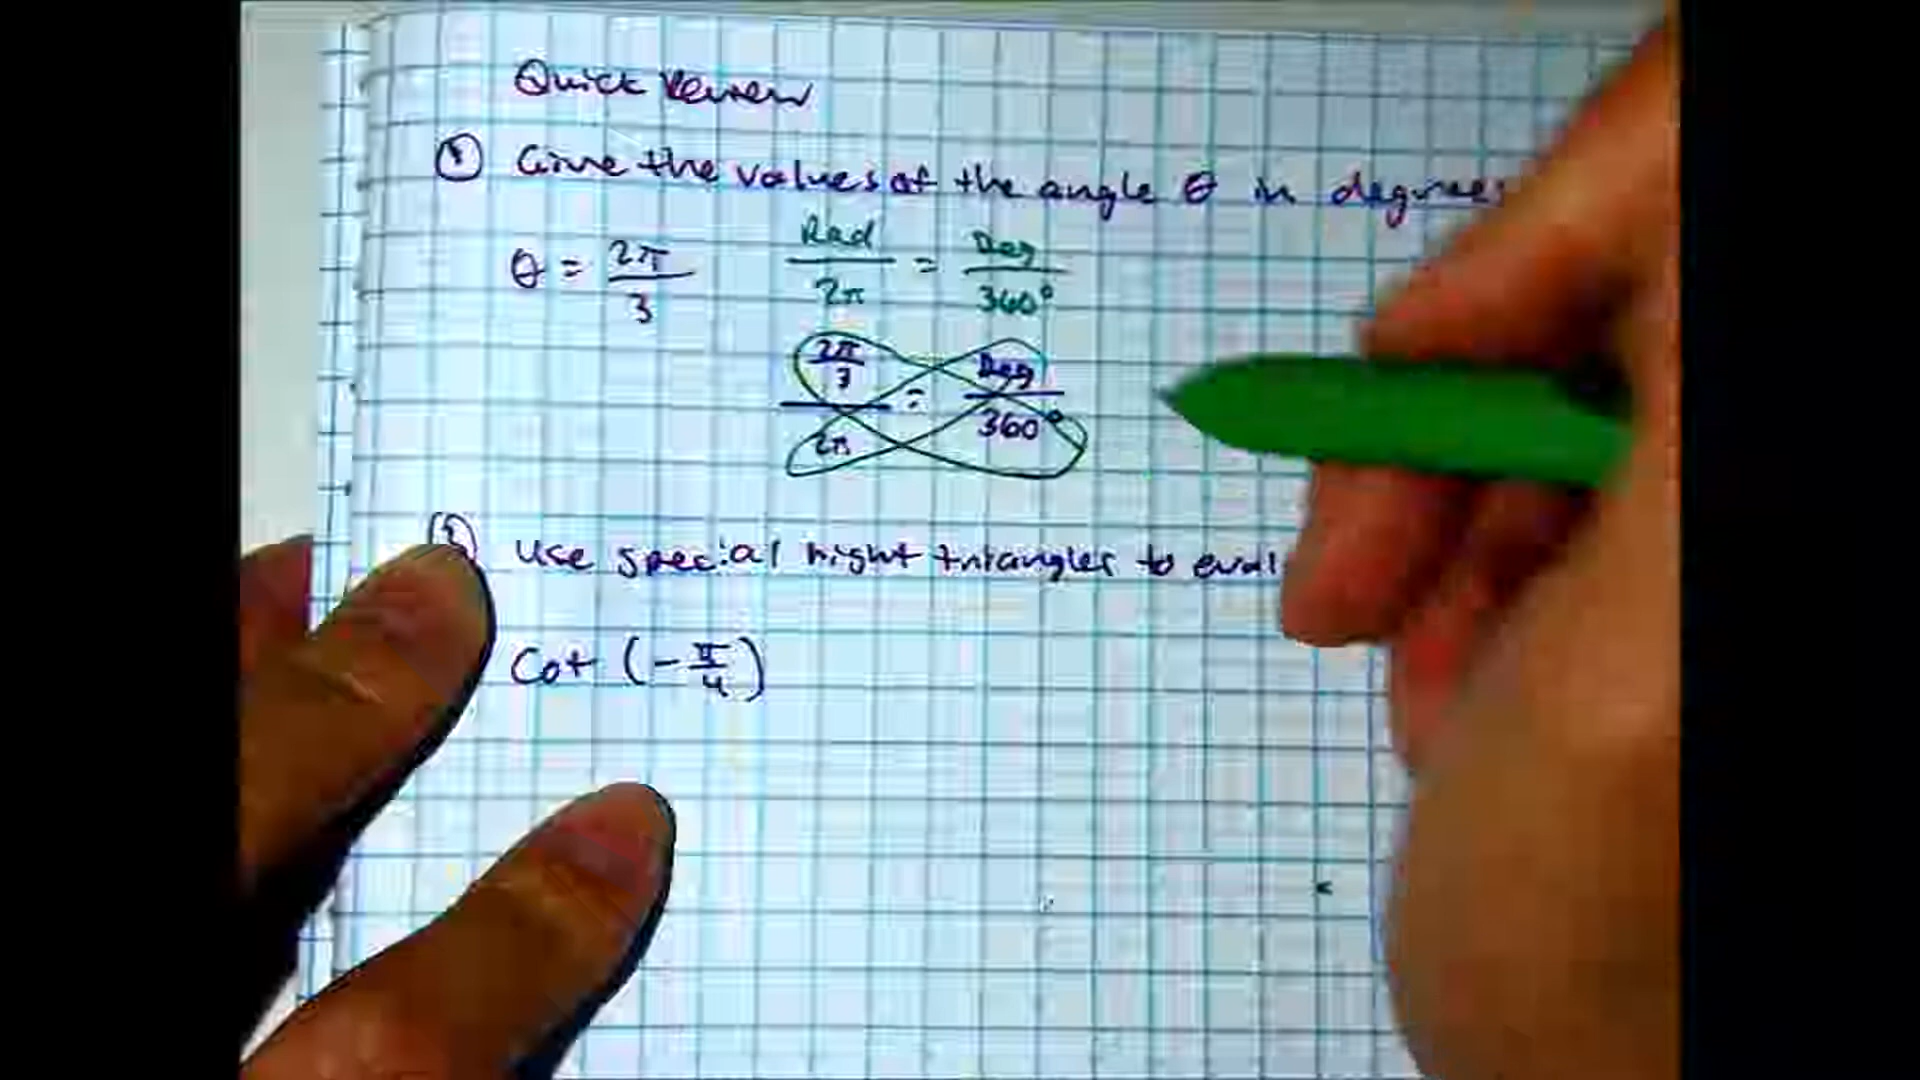 Quick Review
① Give the values of the angle θ in degrees
θ = 2π/3 Rad/2π = Deg/360°
2π/3 / 2π = Deg/360°
Use special right triangles to eval
Cot (-π/4)